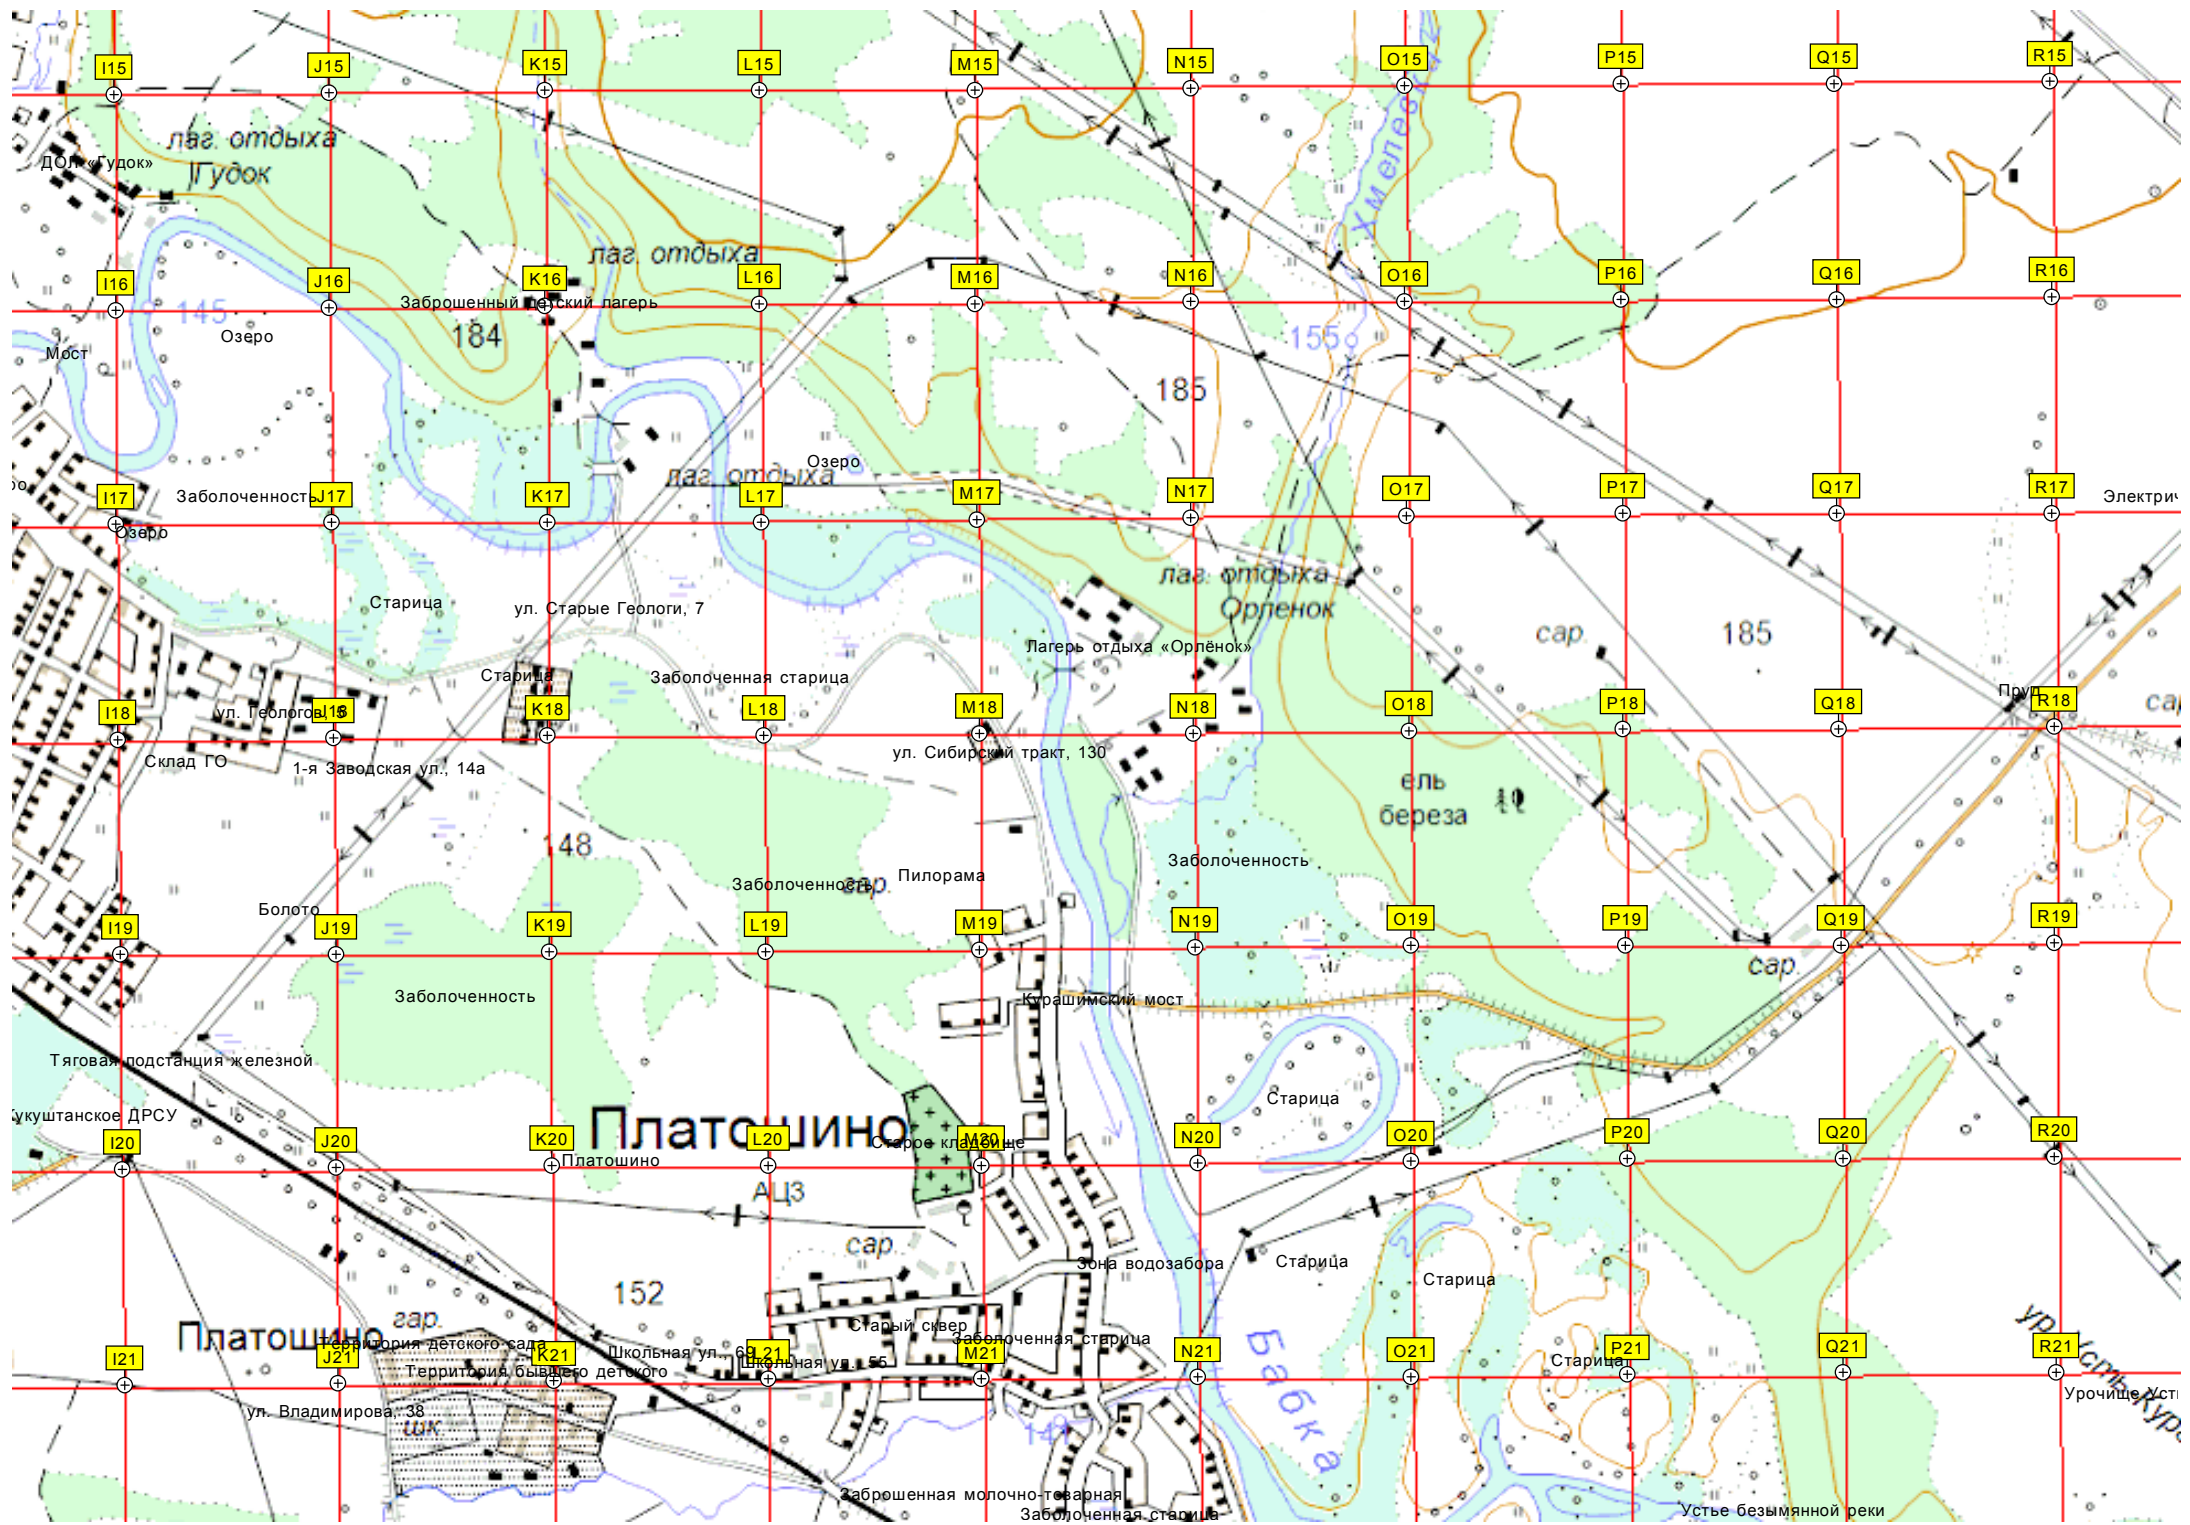 I15
J15
K15
L15
M15
N15
O15
P15
Q15
R15
лаг. отдыха
Гудок
ДОЛ «Гудок»
Хмелевка
лаг. отдыха
I16
J16
K16
L16
M16
N16
O16
P16
Q16
R16
Заброшенный детский лагерь
145
Озеро
184
155
Мост
185
лаг. отдыха
Озеро
I17
Заболоченность
J17
K17
L17
M17
N17
O17
P17
Q17
R17
Электрич
Озеро
лаг. отдыха
Орленок
Старица
ул. Старые Геологи, 7
сар.
185
Лагерь отдыха «Орлёнок»
Старица
Заболоченная старица
Пруд
I18
ул. Геологов, 5
J18
K18
L18
M18
N18
O18
P18
Q18
R18
Склад ГО
1-я Заводская ул., 14а
ул. Сибирский тракт, 130
ель
береза
148
Заболоченность
Заболоченность
гар.
Пилорама
Болото
I19
J19
K19
L19
M19
N19
O19
P19
Q19
R19
сар.
Заболоченность
Курашимский мост
Тяговая подстанция железной
Старица
Кукуштанское ДРСУ
Платошино
I20
J20
K20
L20
M20
N20
O20
P20
Q20
R20
Старое кладбище
Платошино
АЦЗ
сар.
Зона водозабора
Старица
Старица
152
гар.
Платошино
Территория детского сада
Старый сквер
Заболоченная старица
ур. Усть-Кура
I21
J21
K21
Школьная ул., 69
L21
Школьная ул., 55
M21
N21
O21
Старица
P21
Q21
R21
Территория бывшего детского
Урочище Усть
ул. Владимирова, 38
шк.
141
Бабка
Заброшенная молочно-товарная
Заболоченная старица
Устье безымянной реки